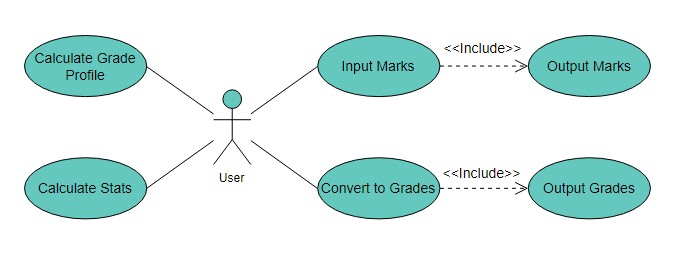 Calculate Grade
Profile
Input Marks
<<Include>>
Output Marks
User
Calculate Stats
Convert to Grades
<<Include>>
Output Grades